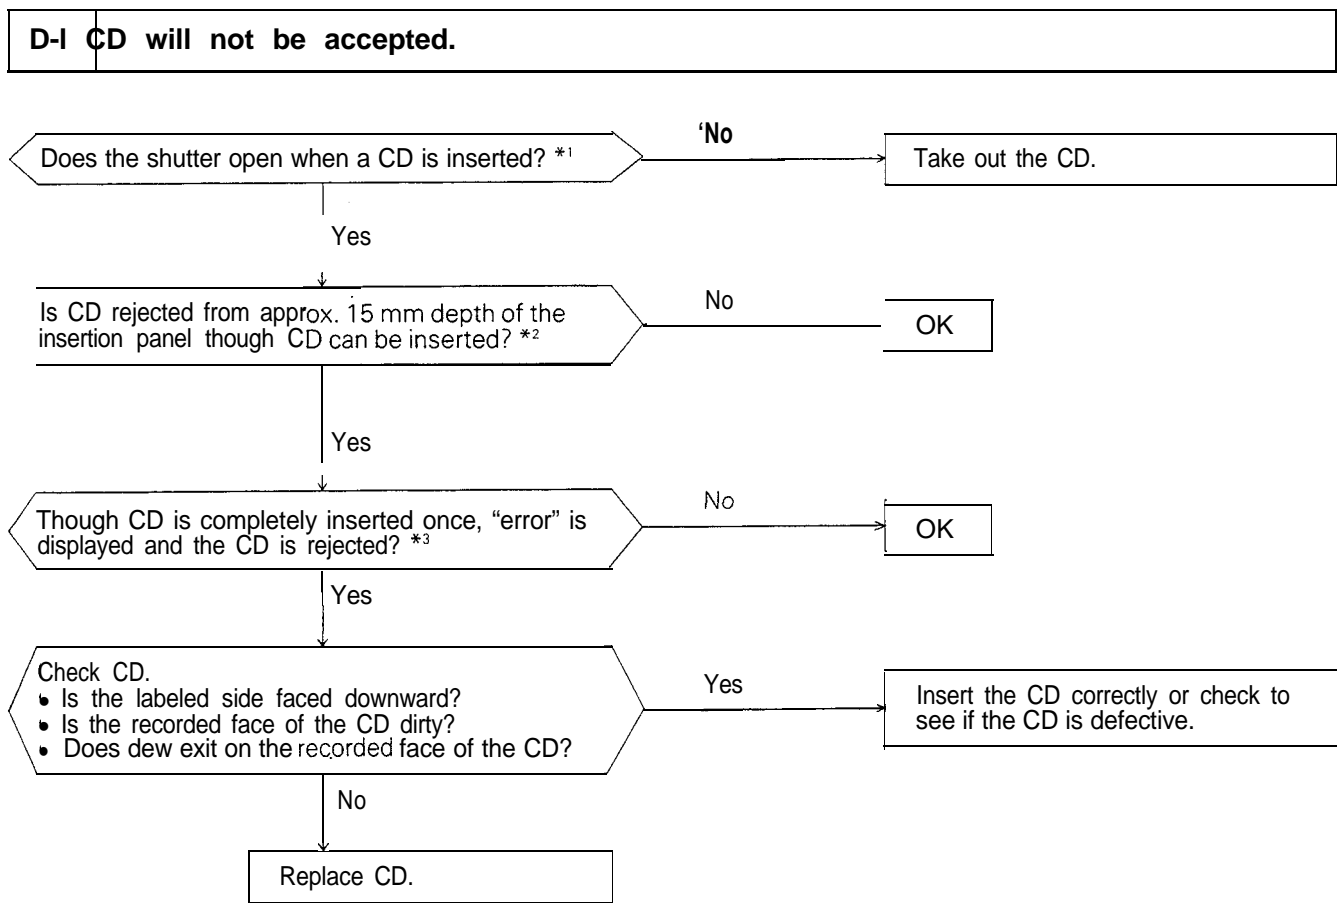 D-I CD will not be accepted.
Does the shutter open when a CD is inserted? *1
‘No
Take out the CD.
Yes
Is CD rejected from approx. 15 mm depth of the
insertion panel though CD can be inserted? *2
No
OK
Yes
Though CD is completely inserted once, “error” is
displayed and the CD is rejected? *3
No
OK
Yes
Check CD.
• Is the labeled side faced downward?
• Is the recorded face of the CD dirty?
• Does dew exit on the recorded face of the CD?
Yes
Insert the CD correctly or check to
see if the CD is defective.
No
Replace CD.